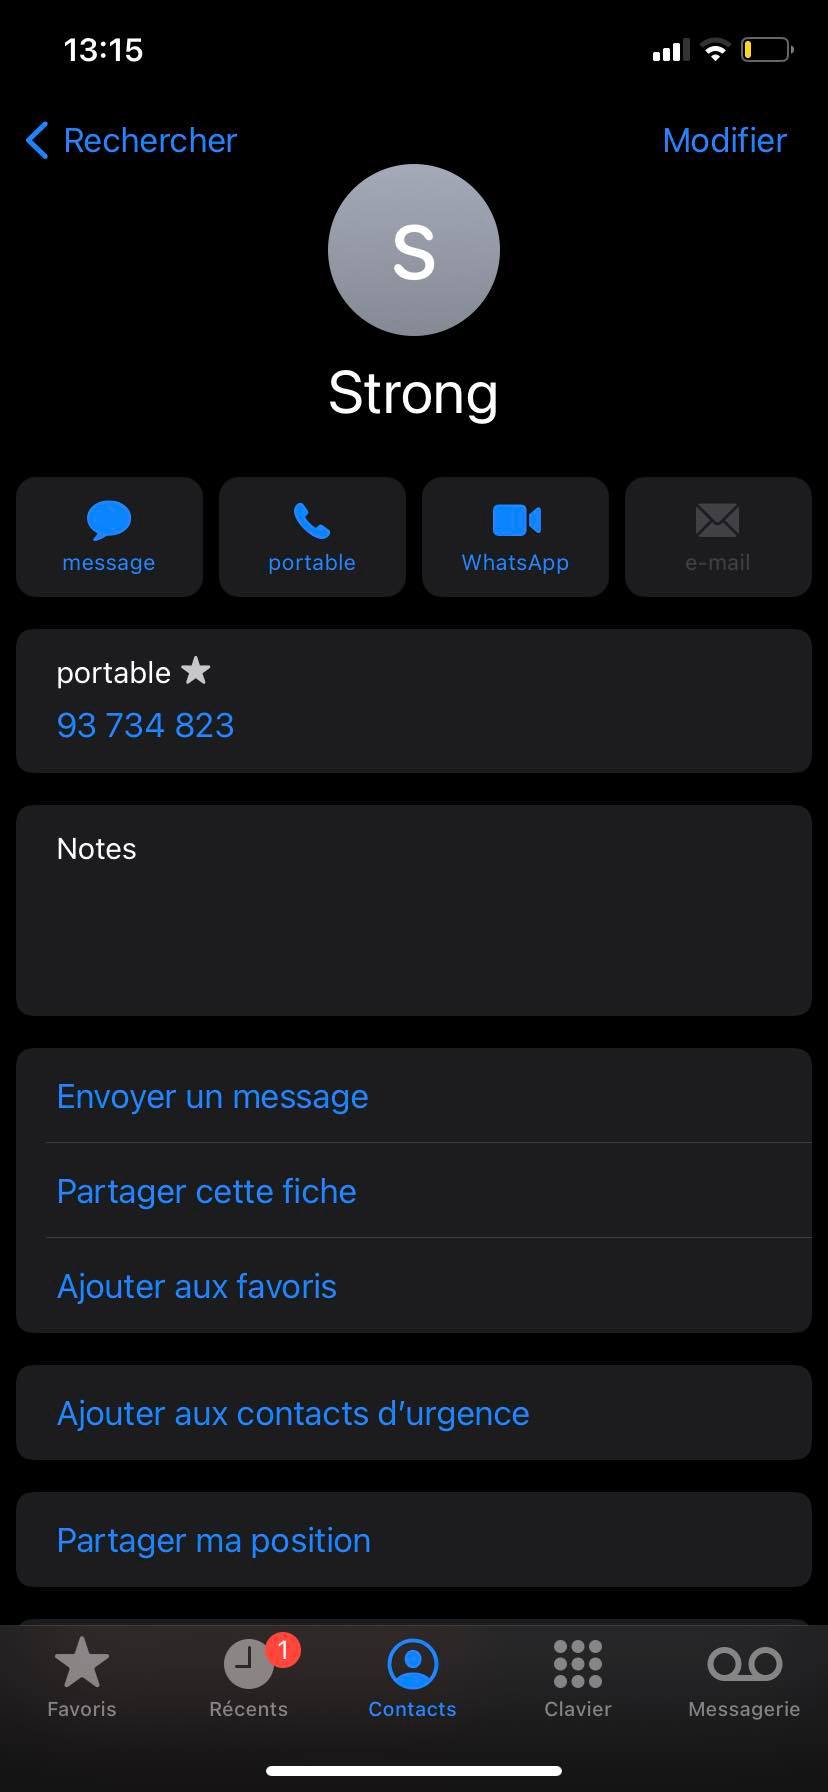 13:15
Rechercher
Modifier
S
Strong
message
portable
WhatsApp
e-mail
portable
93 734 823
Notes
Envoyer un message
Partager cette fiche
Ajouter aux favoris
Ajouter aux contacts d’urgence
Partager ma position
1
Favoris
Récents
Contacts
Clavier
Messagerie